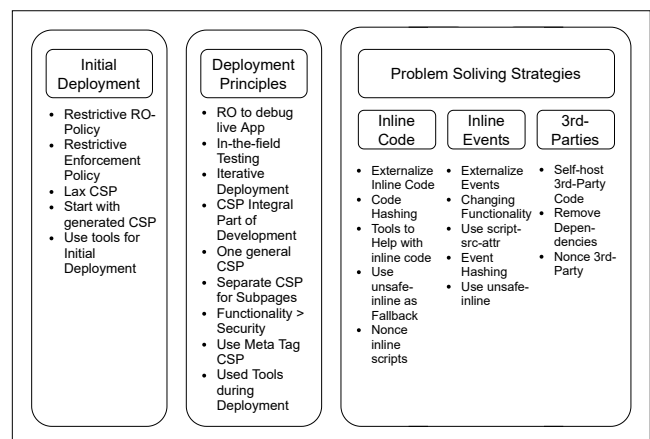 Initial
Deployment
• Restrictive RO-
Policy
• Restrictive
Enforcement
Policy
• Lax CSP
• Start with
generated CSP
• Use tools for
Initial
Deployment
Deployment
Principles
• RO to debug
live App
• In-the-field
Testing
• Iterative
Deployment
• CSP Integral
Part of
Development
• One general
CSP
• Separate CSP
for Subpages
• Functionality >
Security
• Use Meta Tag
CSP
• Used Tools
during
Deployment
Problem Soliving Strategies
Inline
Code
• Externalize
Inline Code
• Code
Hashing
• Tools to
Help with
inline code
• Use
unsafe-
inline as
Fallback
• Nonce
inline
scripts
Inline
Events
• Externalize
Events
• Changing
Functionality
• Use script-
src-attr
• Event
Hashing
• Use unsafe-
inline
3rd-
Parties
• Self-host
3rd-Party
Code
• Remove
Depen-
dencies
• Nonce 3rd-
Party